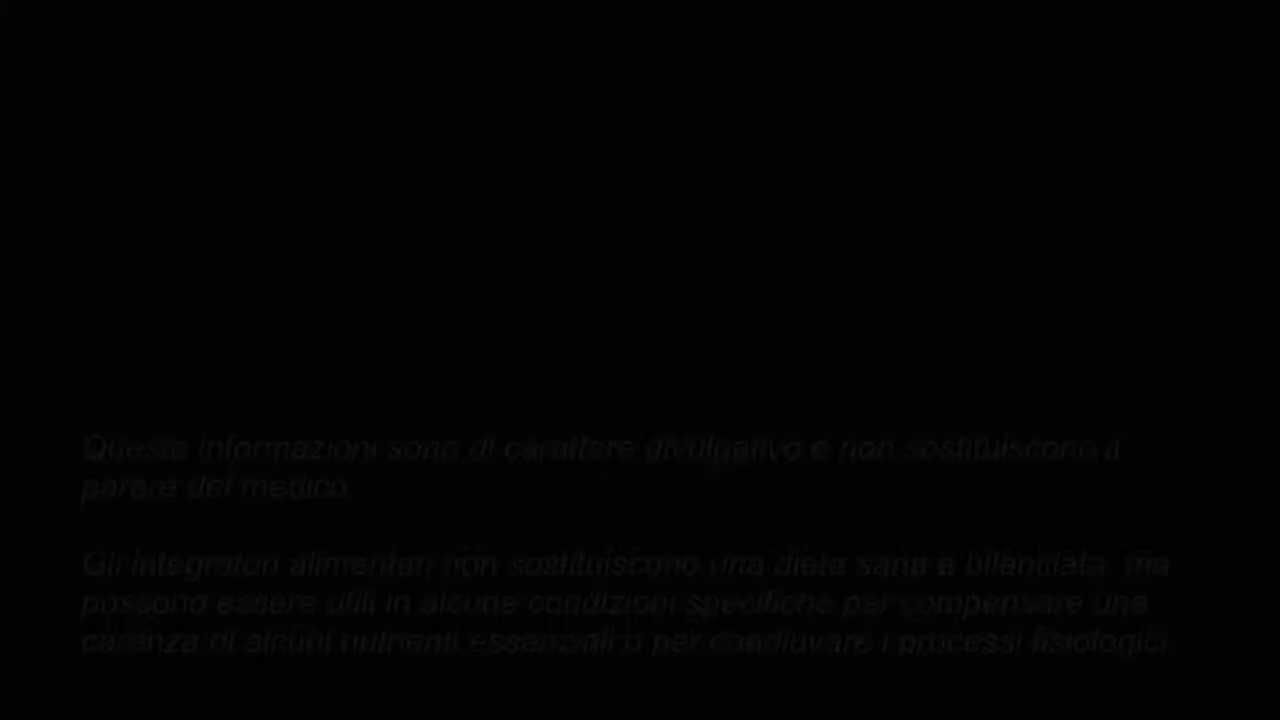 Queste informazioni sono di carattere divulgativo e non sostituiscono il
parere del medico.
Gli integratori alimentari non sostituiscono una dieta sana e bilanciata, ma
possono essere utili in alcune condizioni specifiche per compensare una
carenza di alcuni nutrienti essenziali o per coadiuvare i processi fisiologici.